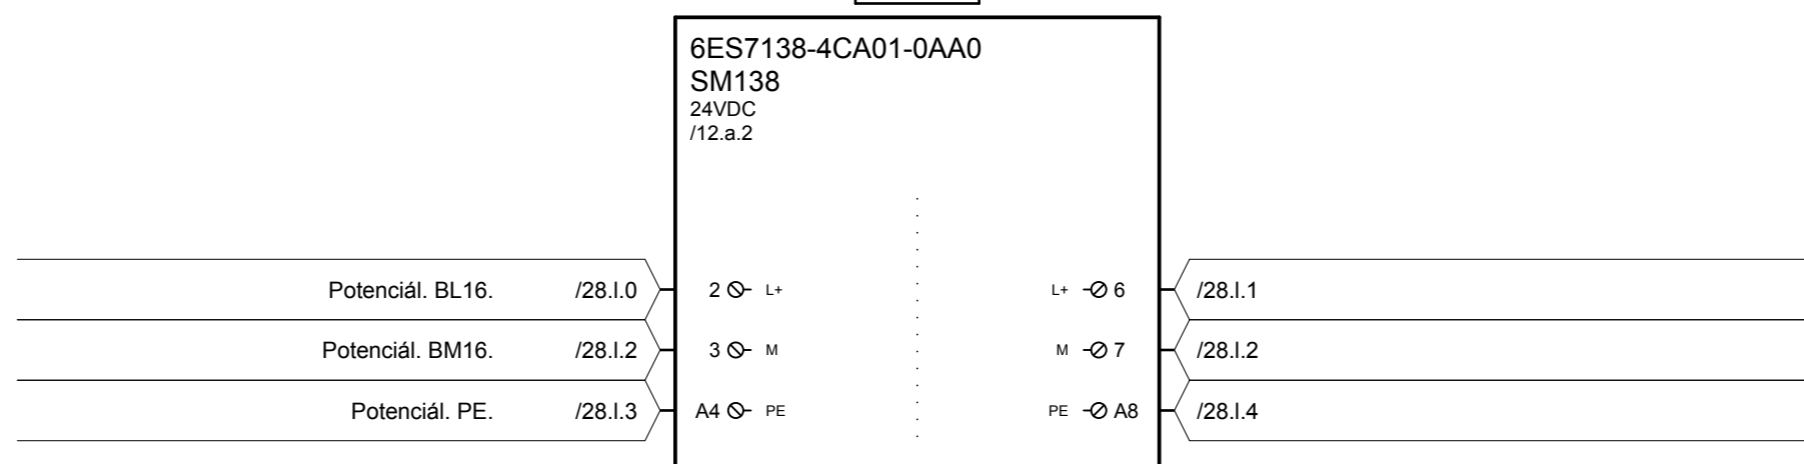 6ES7138-4CA01-0AA0
SM138
24VDC
/12.a.2
Potenciál. BL16. /28.l.0 2 L+ L+ 6 /28.l.1
Potenciál. BM16. /28.l.2 3 M M 7 /28.l.2
Potenciál. PE. /28.l.3 A4 PE PE A8 /28.l.4